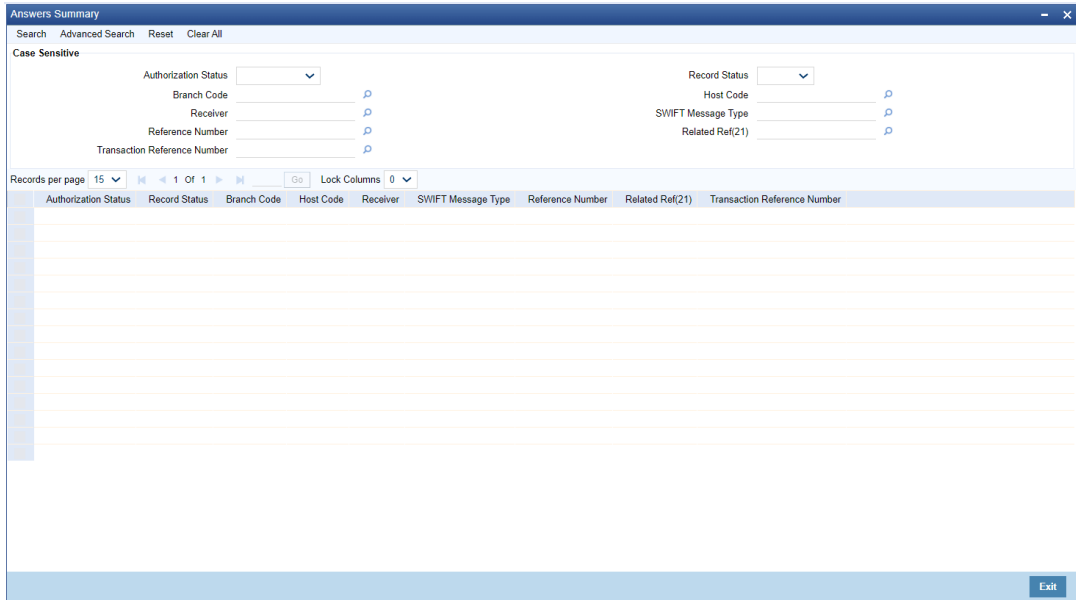 Answers Summary
Search Advanced Search Reset Clear All
Case Sensitive
Authorization Status Record Status
Branch Code Host Code
Receiver SWIFT Message Type
Reference Number Related Ref(21)
Transaction Reference Number
Records per page 15 1 Of 1 Go Lock Columns 0
Authorization Status Record Status Branch Code Host Code Receiver SWIFT Message Type Reference Number Related Ref(21) Transaction Reference Number
Exit